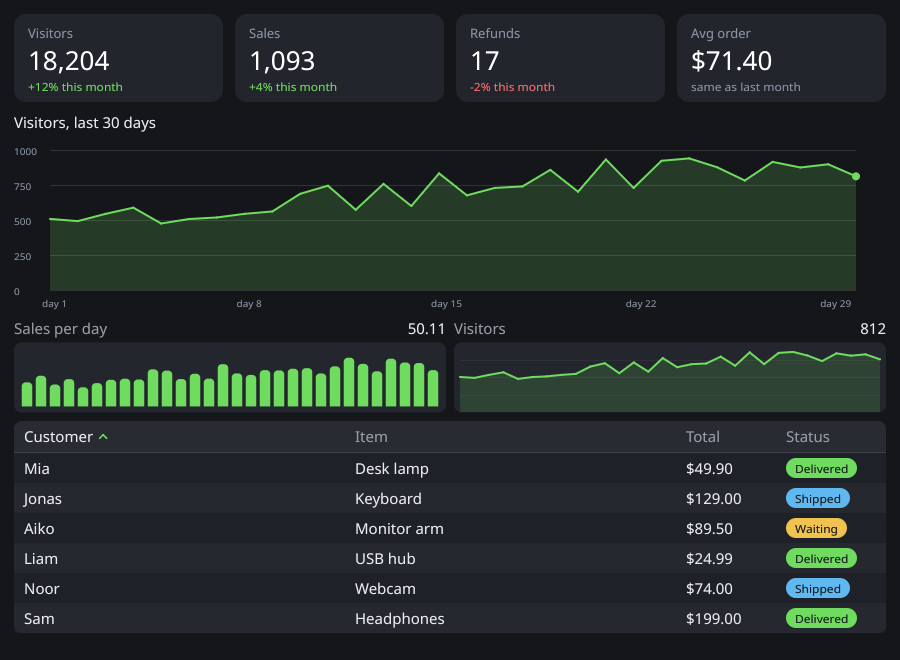 Visitors Sales Refunds Avg order
18,204 1,093 17 $71.40
+12% this month +4% this month -2% this month same as last month
Visitors, last 30 days
1000
750
500
250
0
day 1 day 8 day 15 day 22 day 29
Sales per day 50.11 Visitors 812
Customer Item Total Status
Mia Desk lamp $49.90 Delivered
Jonas Keyboard $129.00 Shipped
Aiko Monitor arm $89.50 Waiting
Liam USB hub $24.99 Delivered
Noor Webcam $74.00 Shipped
Sam Headphones $199.00 Delivered